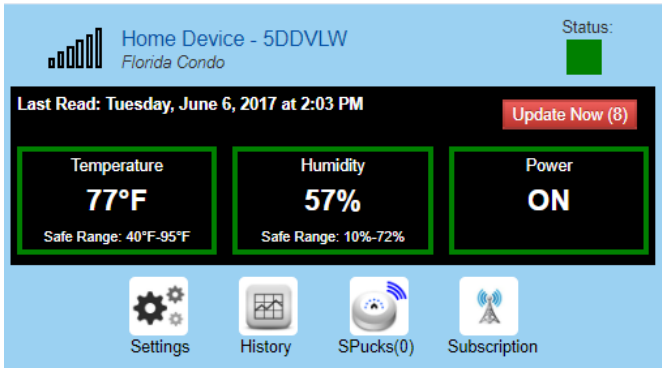 Home Device - 5DDVLW
Florida Condo
Status:
Last Read: Tuesday, June 6, 2017 at 2:03 PM
Update Now (8)
Temperature
77°F
Safe Range: 40°F-95°F
Humidity
57%
Safe Range: 10%-72%
Power
ON
Settings
History
SPucks(0)
Subscription